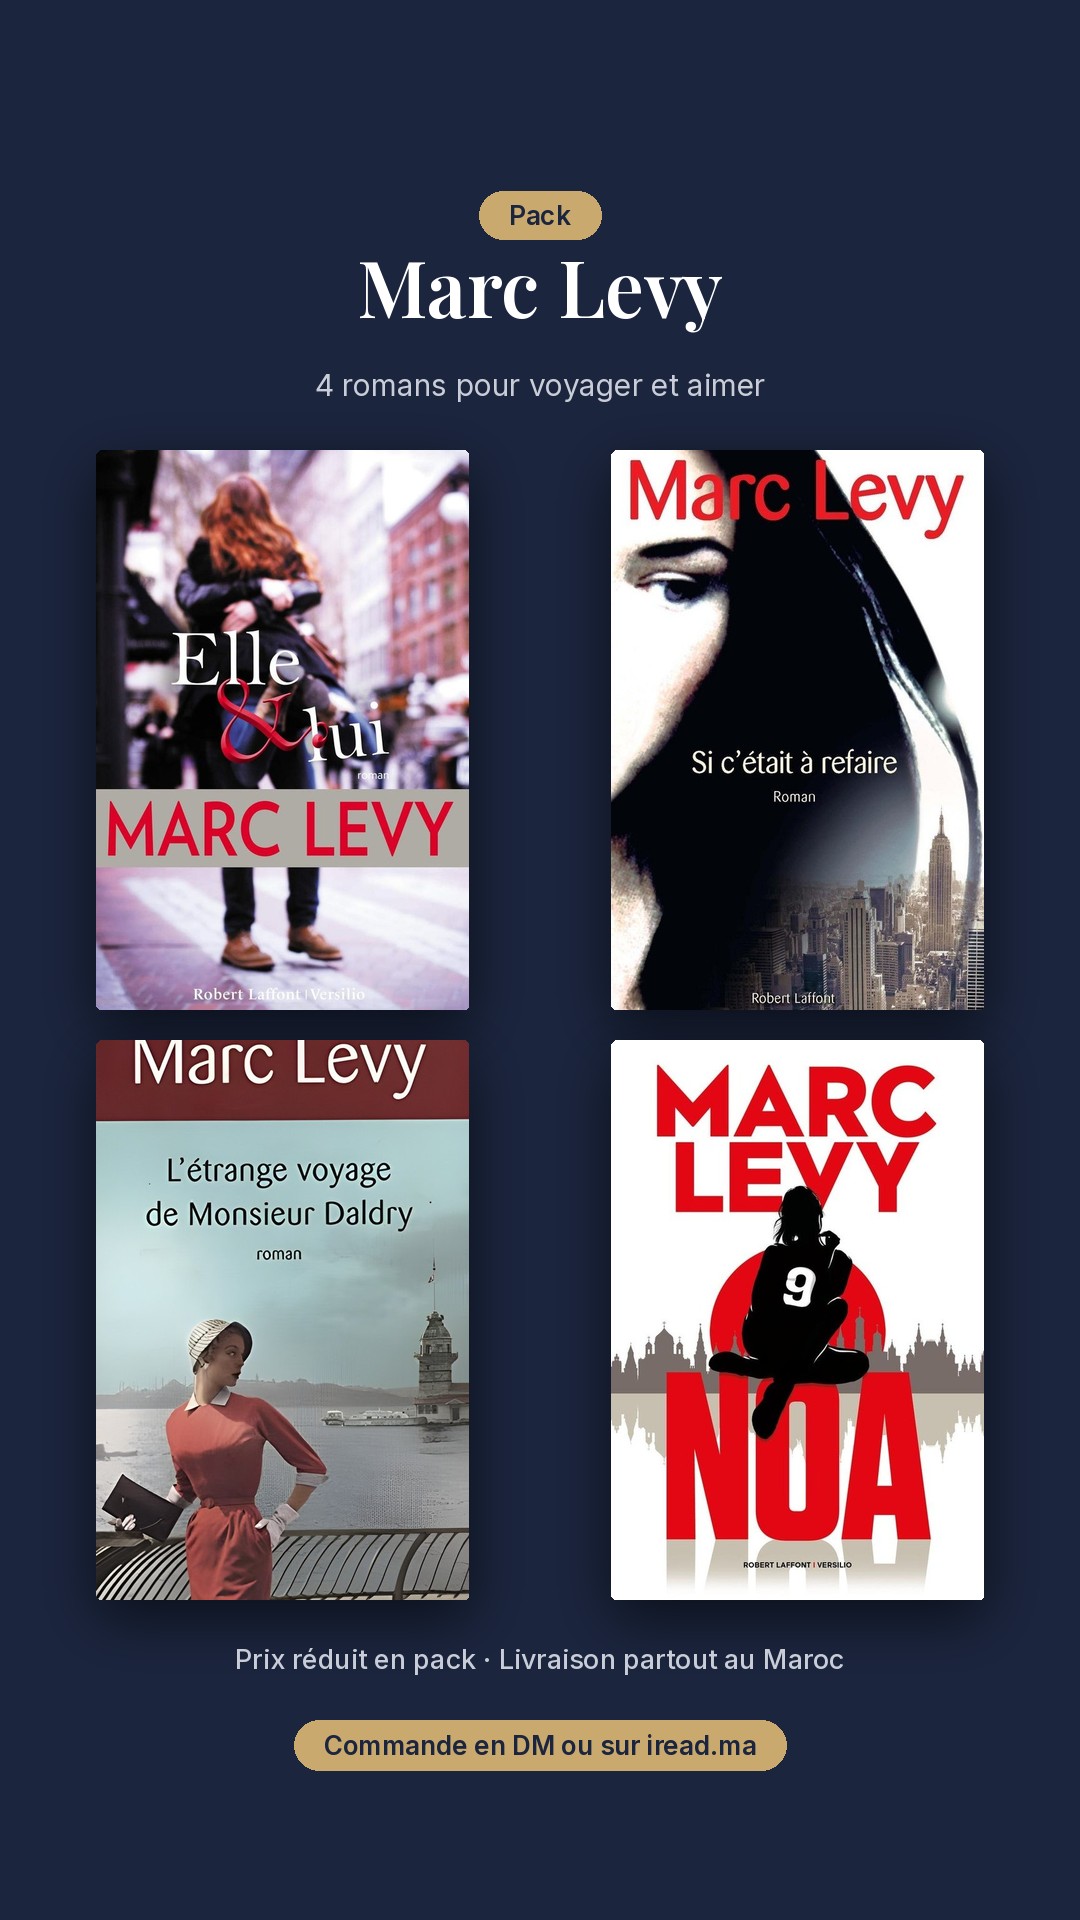 Pack
Marc Levy
4 romans pour voyager et aimer
Elle
& lui
roman
MARC LEVY
Robert Laffont | Versilio
Marc Levy
Si c'était à refaire
Roman
Robert Laffont
Marc Levy
L'étrange voyage
de Monsieur Daldry
roman
MARC
LEVY
9
NOA
ROBERT LAFFONT | VERSILIO
Prix réduit en pack · Livraison partout au Maroc
Commande en DM ou sur iread.ma